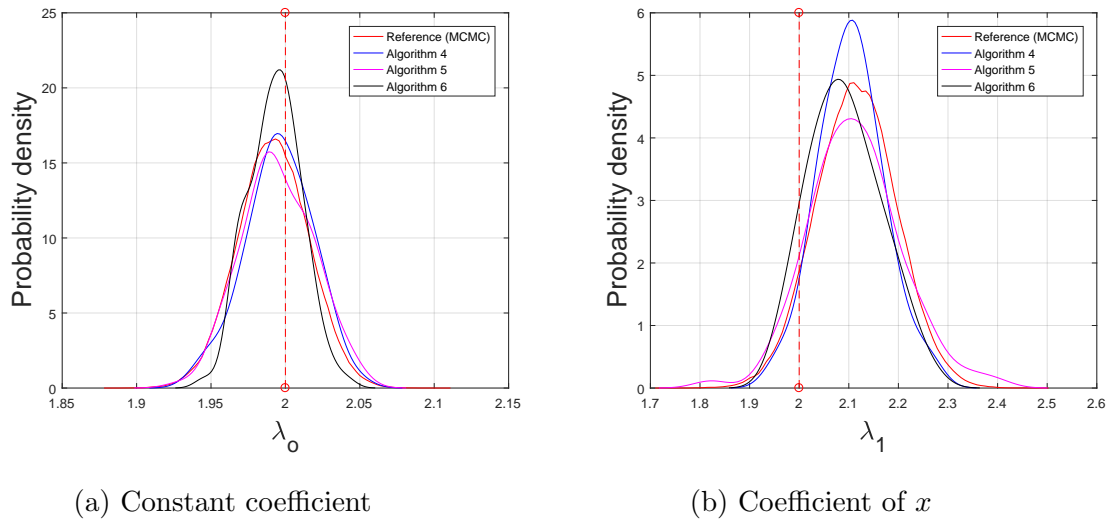 25
20
15
10
5
0
Probability density
1.85 1.9 1.95 2 2.05 2.1 2.15
λo
Reference (MCMC)
Algorithm 4
Algorithm 5
Algorithm 6
(a) Constant coefficient
6
5
4
3
2
1
0
Probability density
1.7 1.8 1.9 2 2.1 2.2 2.3 2.4 2.5 2.6
λ1
Reference (MCMC)
Algorithm 4
Algorithm 5
Algorithm 6
(b) Coefficient of x